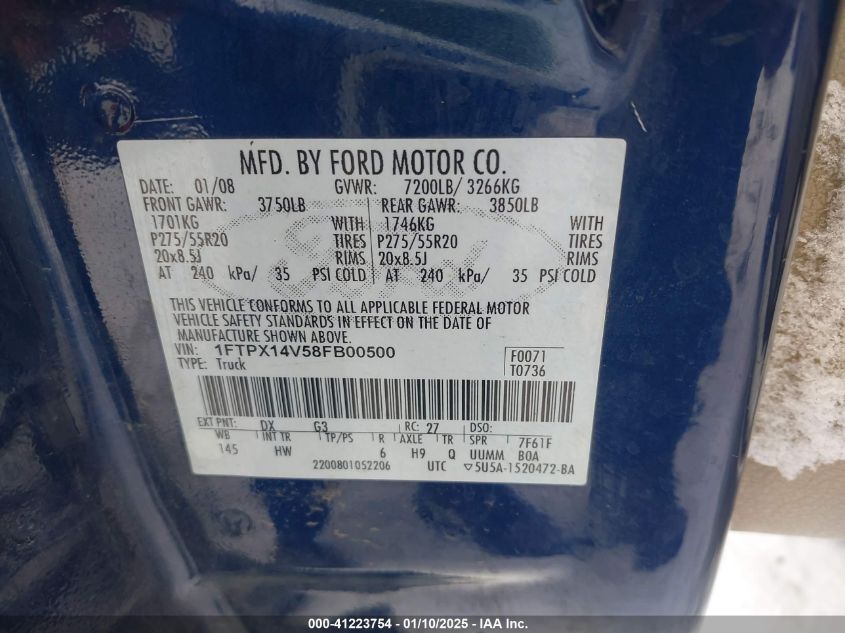 MFD. BY FORD MOTOR CO.
DATE: 01/08 GVWR: 7200LB/ 3266KG
FRONT GAWR: 3750LB REAR GAWR: 3850LB
1701KG WITH 1746KG WITH
P275/55R20 TIRES P275/55R20 TIRES
20x8.5J RIMS 20x8.5J RIMS
AT 240 kPa/ 35 PSI COLD AT 240 kPa/ 35 PSI COLD
THIS VEHICLE CONFORMS TO ALL APPLICABLE FEDERAL MOTOR
VEHICLE SAFETY STANDARDS IN EFFECT ON THE DATE OF
MANUFACTURE SHOWN ABOVE.
VIN: 1FTPX14V58FB00500 F0071
TYPE: Truck T0736
EXT PNT: DX G3 RC: 27 DSO:
WB INT TR TP/PS R AXLE TR SPR 7F61F
145 HW 6 H9 Q UUMM BOA
2200801052206 UTC ▽5U5A-1520472-BA
000-41223754 - 01/10/2025 - IAA Inc.